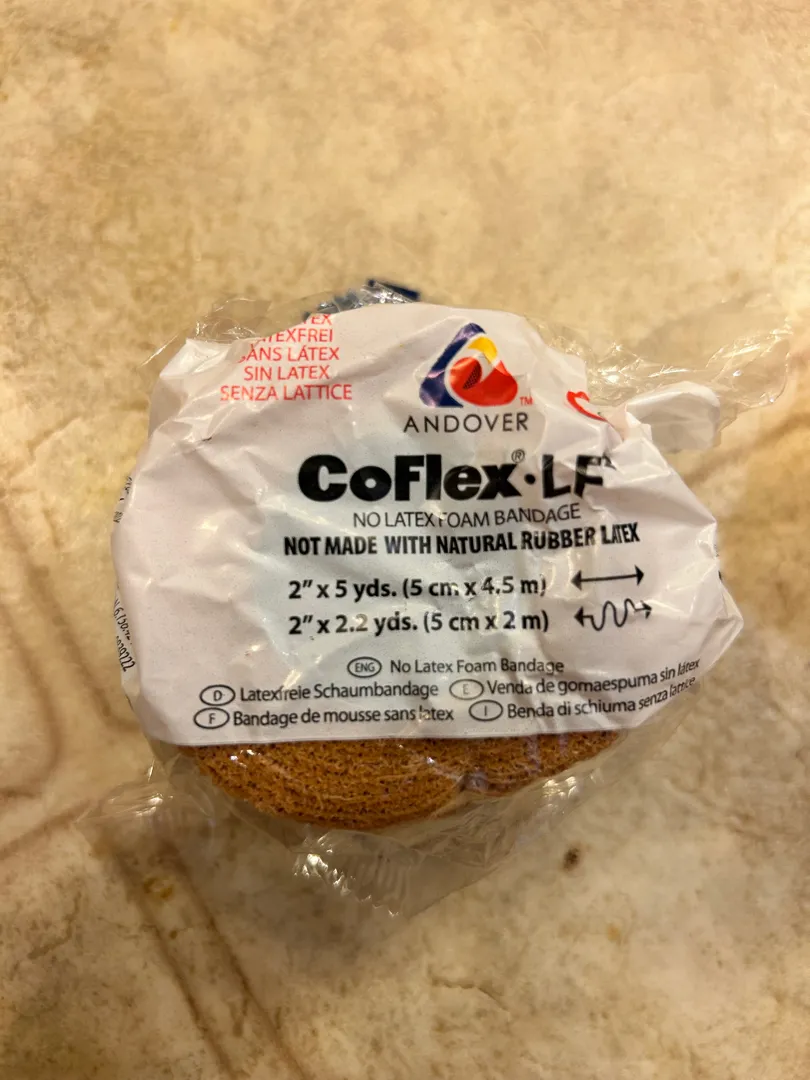 SANS LÁTEX
SIN LATEX
SENZA LATTICE
TM
ANDOVER
CoFlex®·LF
NO LATEX FOAM BANDAGE
NOT MADE WITH NATURAL RUBBER LATEX
2” x 5 yds. (5 cm x 4.5 m)
2” x 2.2 yds. (5 cm x 2 m)
ENG No Latex Foam Bandage
D Latexfreie Schaumbandage
E Venda de gomaespuma sin látex
F Bandage de mousse sans latex
I Benda di schiuma senza lattice